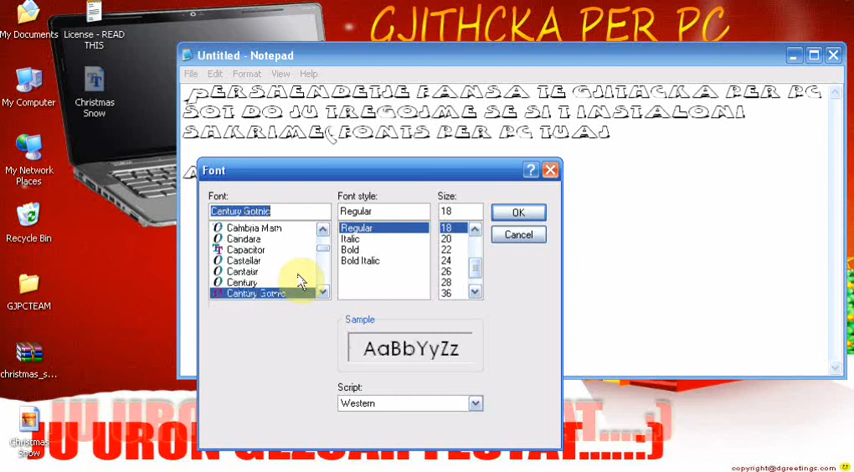 GJITHCKA PER PC
My Documents
License - READ THIS
My Computer
Christmas Snow
My Network Places
Recycle Bin
GJPCTEAM
christmas_s...
Christmas Snow
Untitled - Notepad
File Edit Format View Help
PERSHENDETJE FANSA TE GJITHCKA PER PC
SOT DO JU TREGOJME SE SI TI INSTALONI
SHKRIME(FONTS PER PC TUAJ
A
Font
Font: Font style: Size:
Century Gothic Regular 18
Cambria Math Regular 18
Candara Italic 20
Capacitor Bold 22
Castellar Bold Italic 24
Centaur 26
Century 28
Century Gothic 36
OK
Cancel
Sample
AaBbYyZz
Script:
Western
JU URON GEZUAR FESTAT......:)
copyright@dgreetings.com